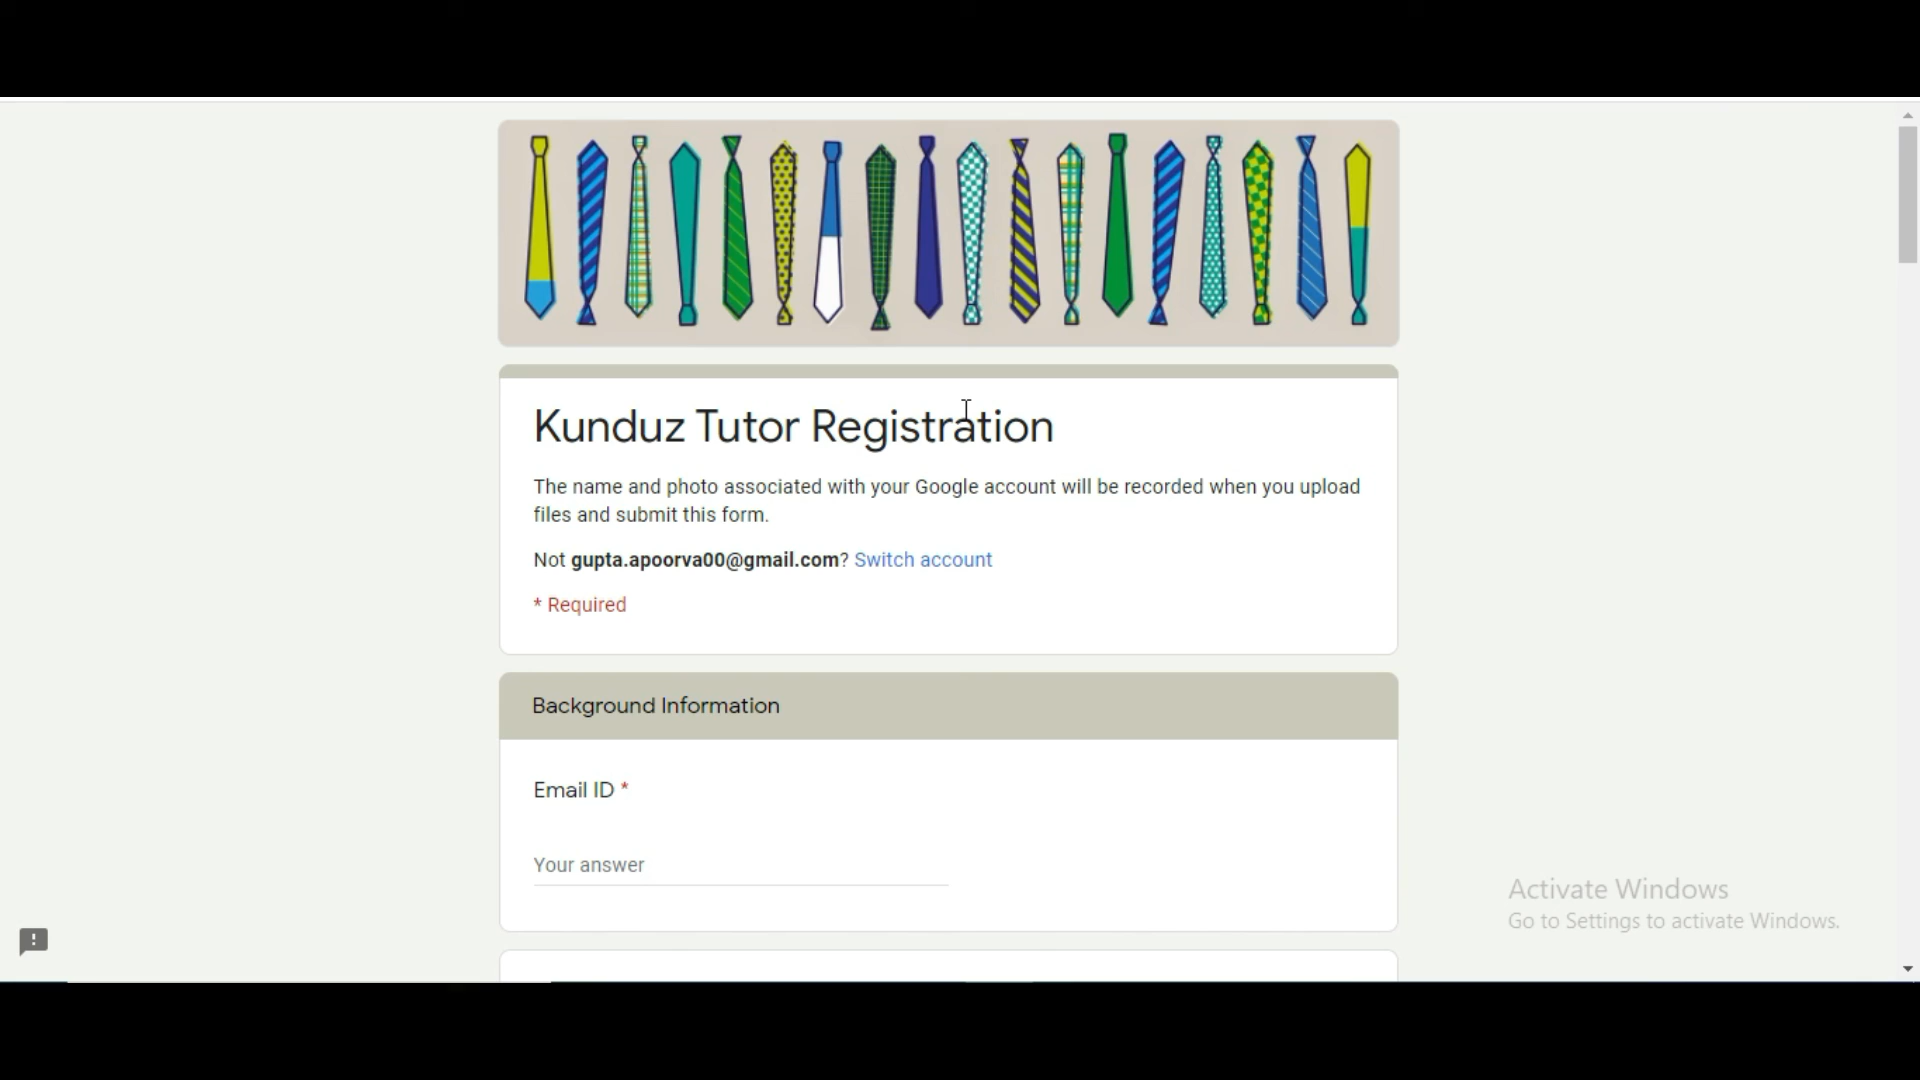 Kunduz Tutor Registration
The name and photo associated with your Google account will be recorded when you upload
files and submit this form.
Not gupta.apoorva00@gmail.com? Switch account
* Required
Background Information
Email ID *
Your answer
Activate Windows
Go to Settings to activate Windows.